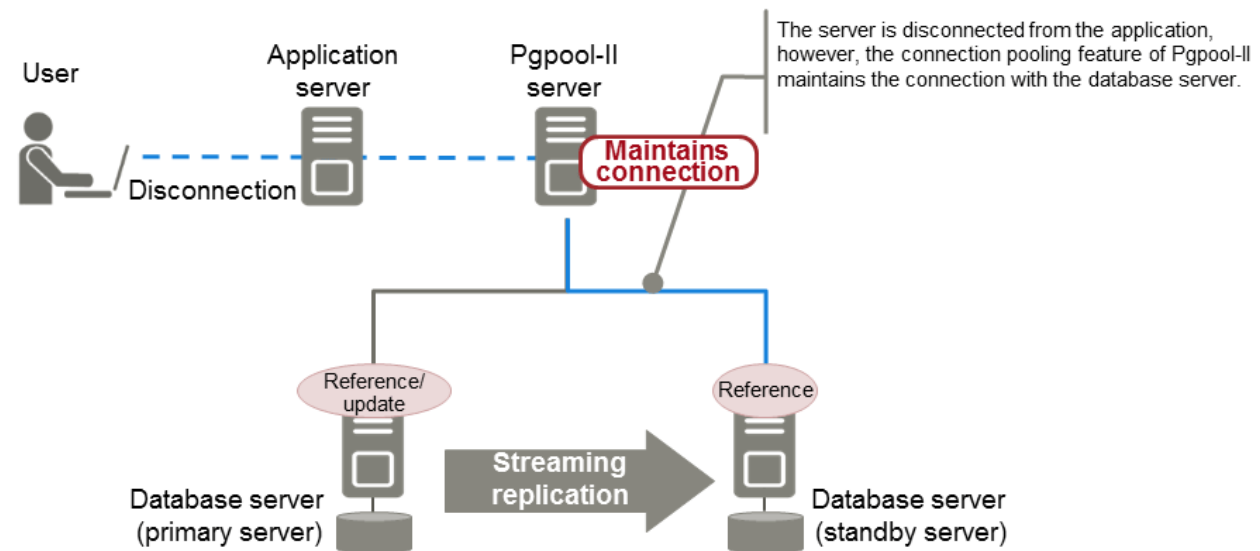 The server is disconnected from the application,
however, the connection pooling feature of Pgpool-II
maintains the connection with the database server.
User
Application
server
Pgpool-II
server
Maintains
connection
Disconnection
Reference/
update
Reference
Streaming
replication
Database server
(primary server)
Database server
(standby server)